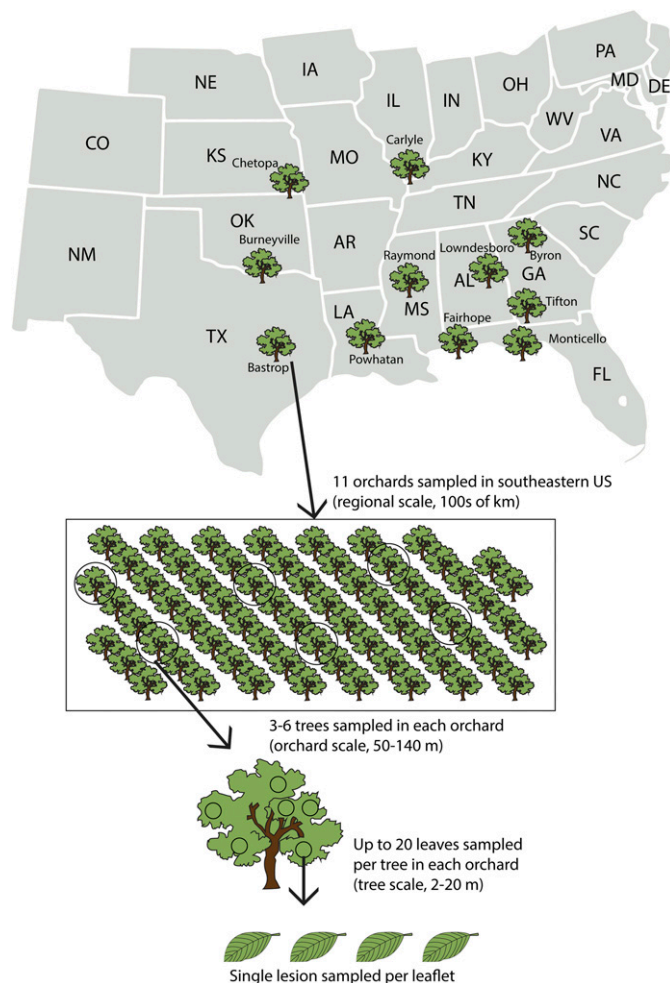 PA
IA
NE
OH
MD
DE
IL
IN
WV
CO
VA
Carlyle
KS
MO
KY
Chetopa
NC
TN
OK
Burneyville
AR
SC
NM
Raymond
Lowndesboro
Byron
AL
GA
MS
LA
Tifton
TX
Fairhope
Powhatan
Monticello
Bastrop
FL
11 orchards sampled in southeastern US
(regional scale, 100s of km)
3-6 trees sampled in each orchard
(orchard scale, 50-140 m)
Up to 20 leaves sampled
per tree in each orchard
(tree scale, 2-20 m)
Single lesion sampled per leaflet